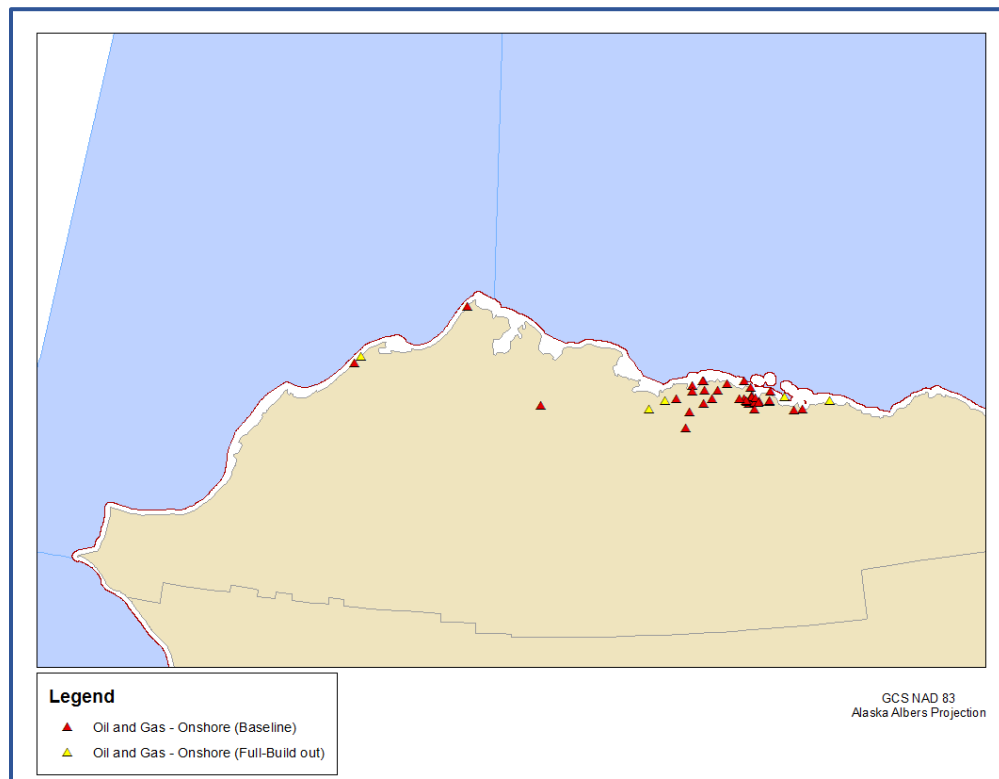 Legend
Oil and Gas - Onshore (Baseline)
Oil and Gas - Onshore (Full-Build out)
GCS NAD 83
Alaska Albers Projection